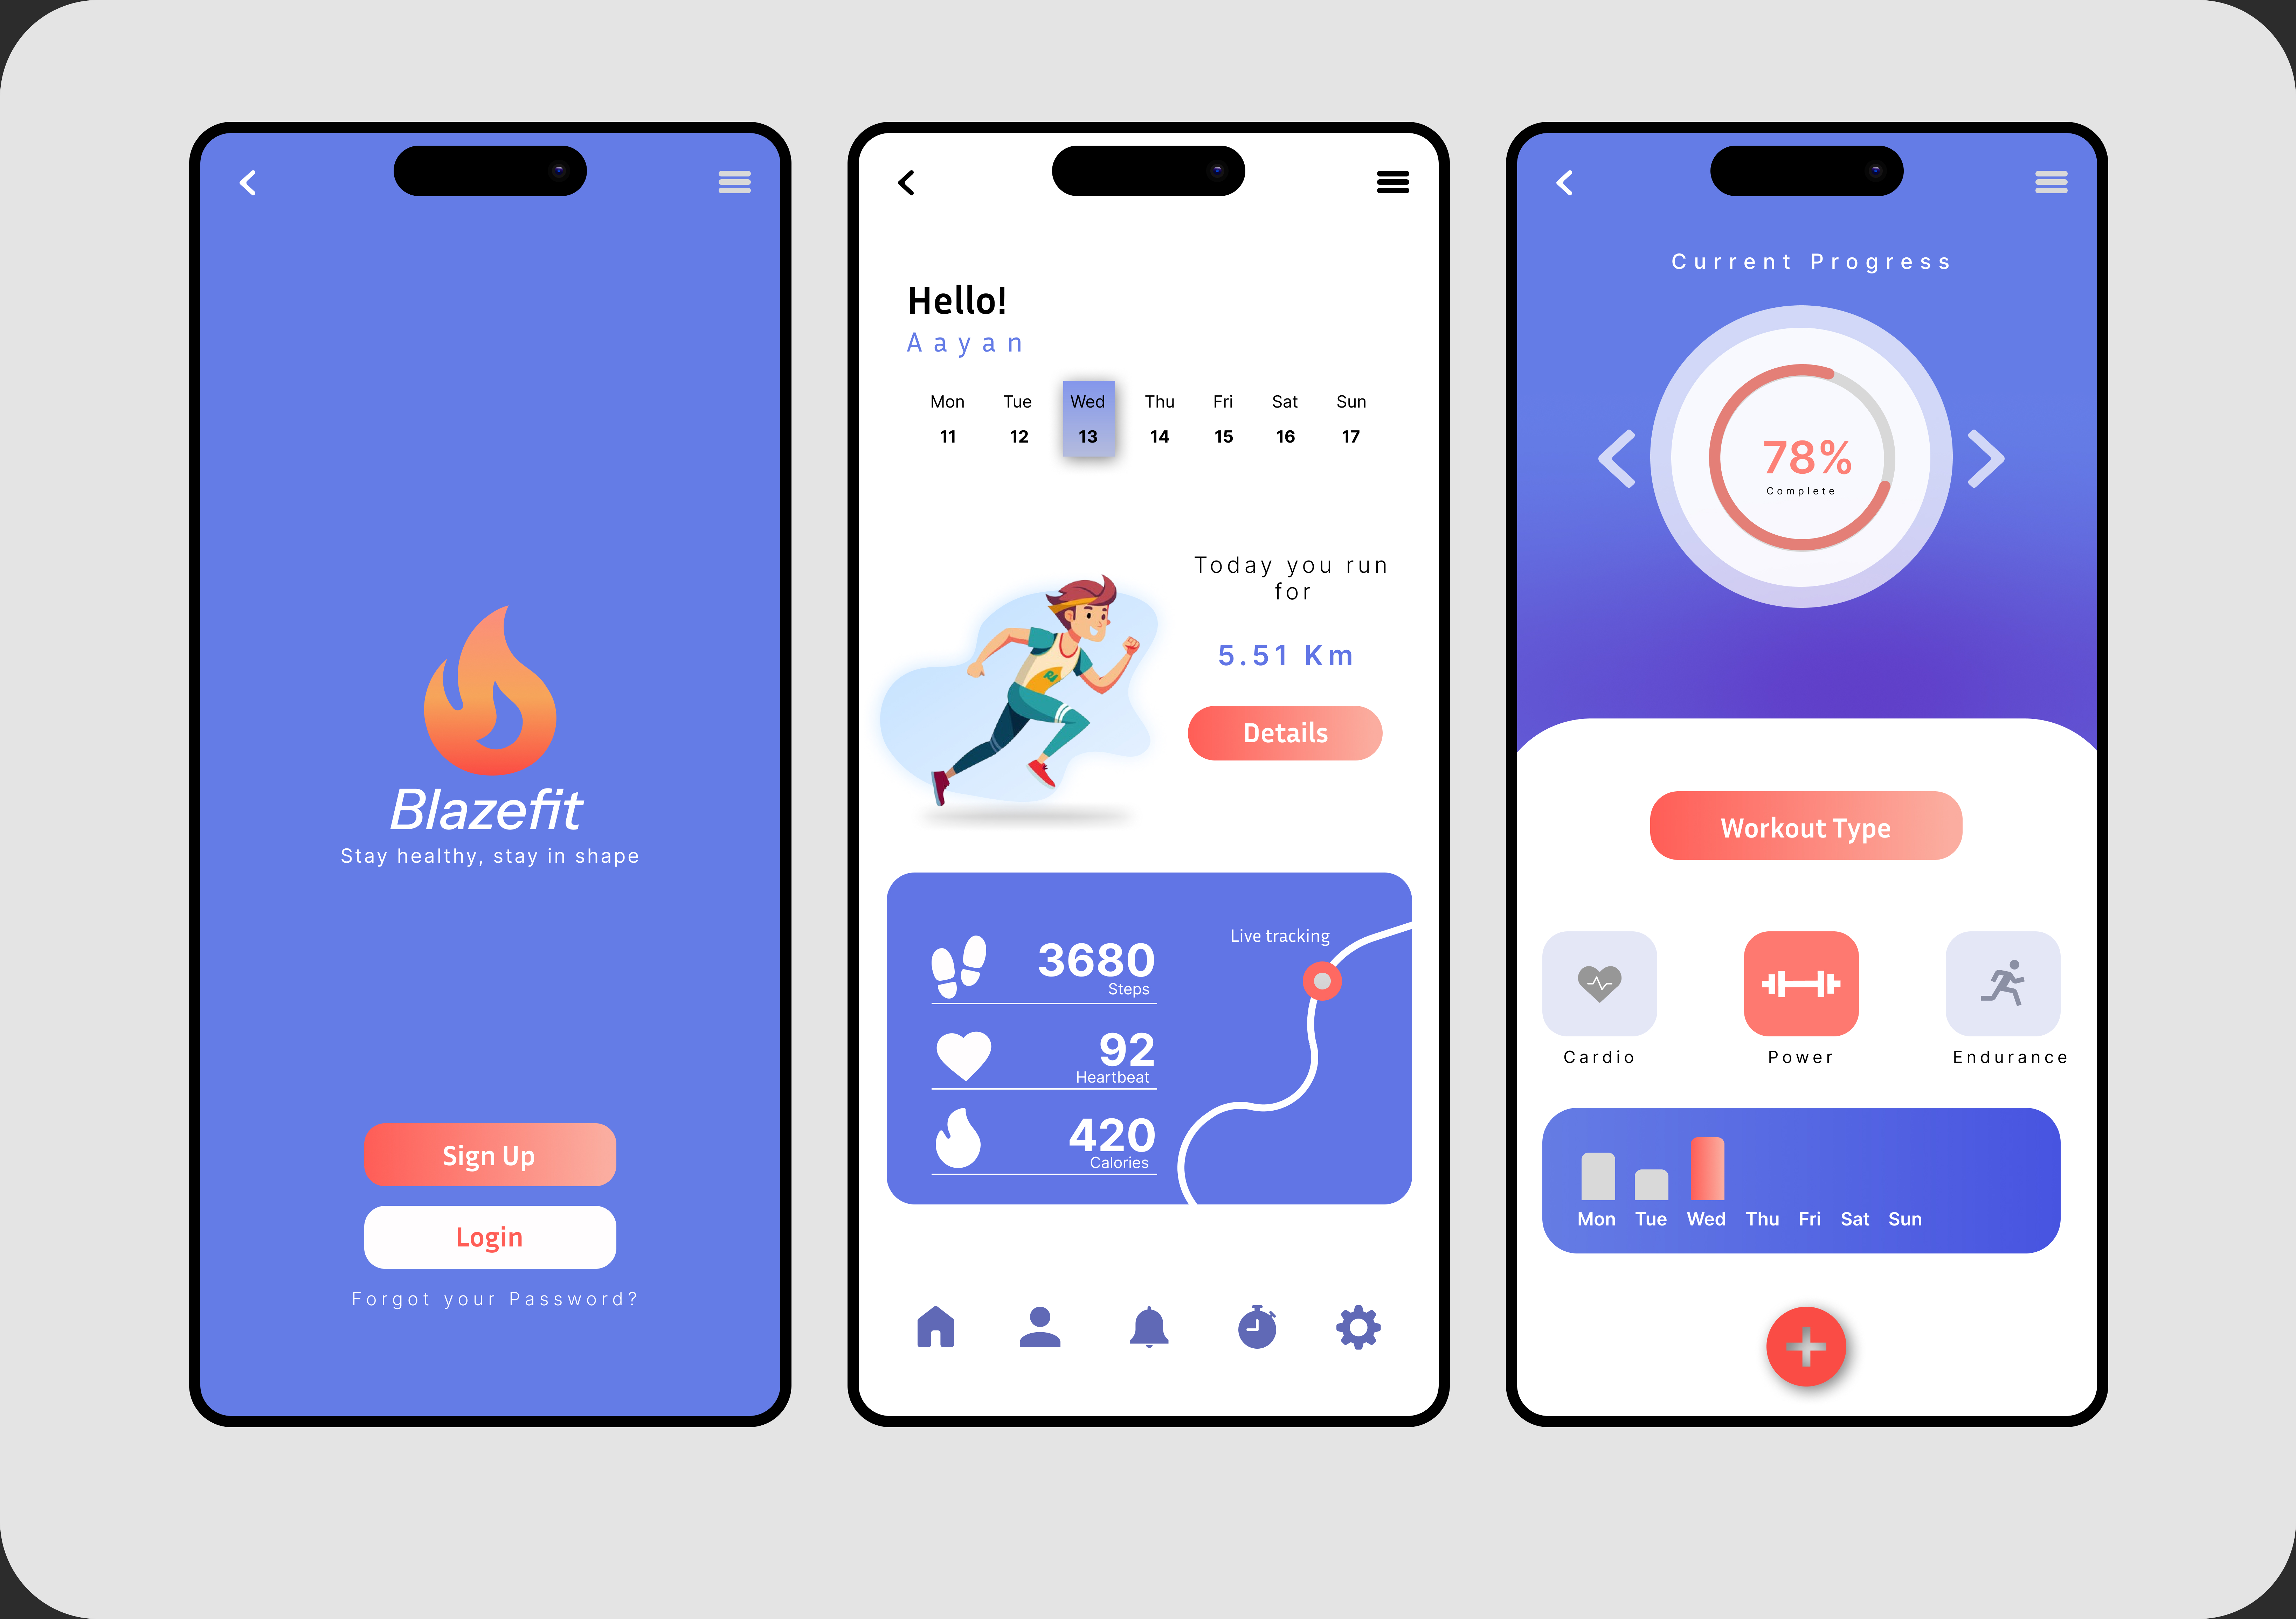 Blazefit
Stay healthy, stay in shape
Sign Up
Login
Forgot your Password?
Hello!
Aayan
Mon Tue Wed Thu Fri Sat Sun
11 12 13 14 15 16 17
Today you run
for
5.51 Km
Details
Live tracking
3680
Steps
92
Heartbeat
420
Calories
Current Progress
78%
Complete
Workout Type
Cardio Power Endurance
Mon Tue Wed Thu Fri Sat Sun